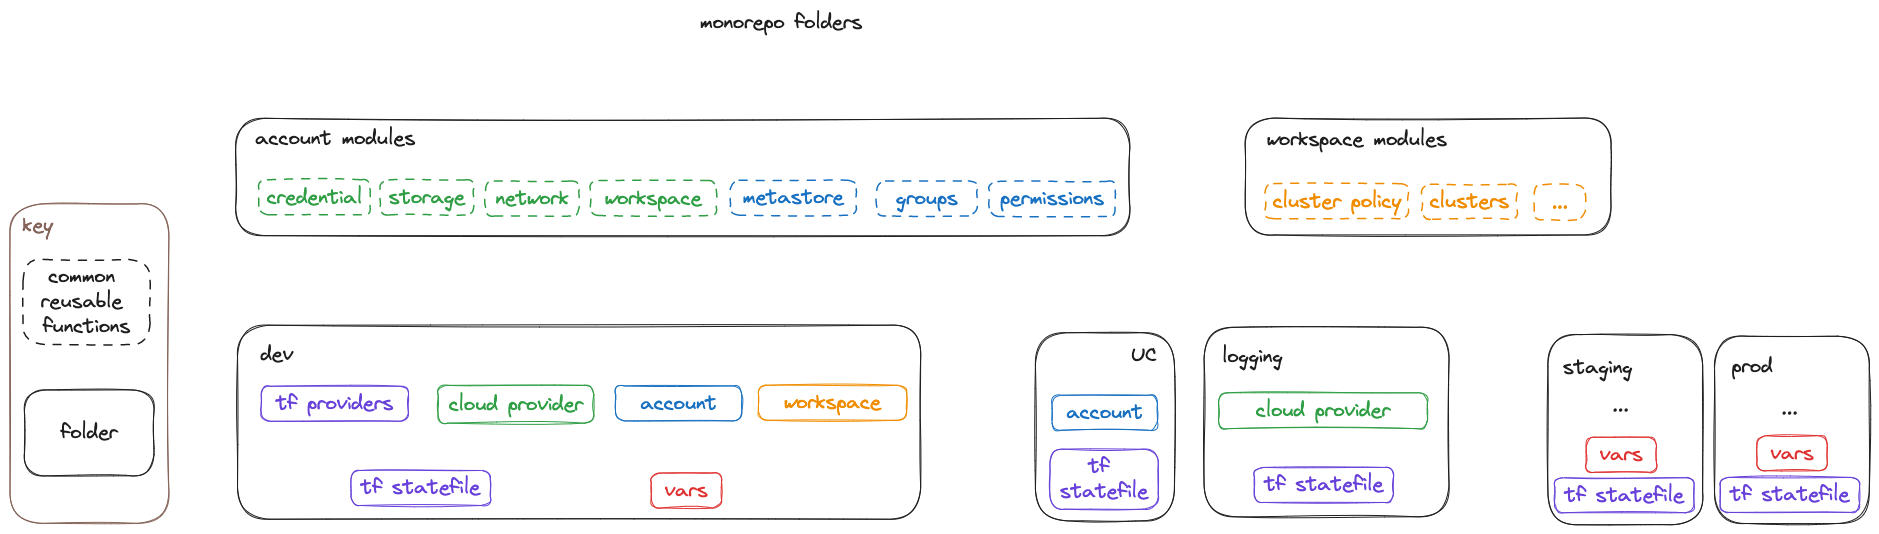 monorepo folders
account modules
credential
storage
network
workspace
metastore
groups
permissions
workspace modules
cluster policy
clusters
...
key
common
reusable
functions
folder
dev
tf providers
cloud provider
account
workspace
tf statefile
vars
UC
account
tf
statefile
logging
cloud provider
tf statefile
staging
...
vars
tf statefile
prod
...
vars
tf statefile